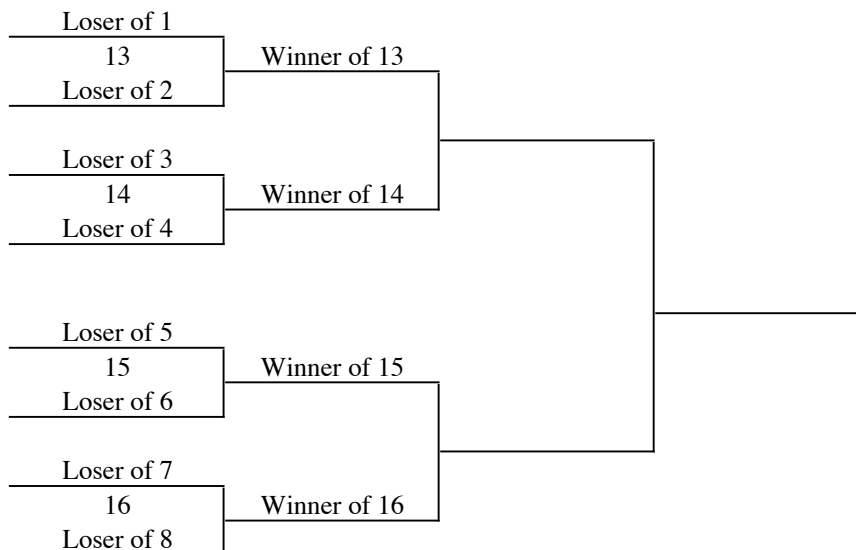 Loser of 1
13
Winner of 13
Loser of 2
Loser of 3
14
Winner of 14
Loser of 4
Loser of 5
15
Winner of 15
Loser of 6
Loser of 7
16
Winner of 16
Loser of 8